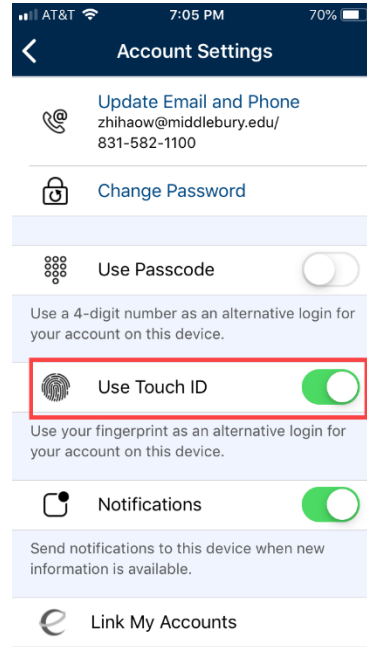 AT&T 7:05 PM 70%
Account Settings
Update Email and Phone
zhihaow@middlebury.edu/
831-582-1100
Change Password
Use Passcode
Use a 4-digit number as an alternative login for
your account on this device.
Use Touch ID
Use your fingerprint as an alternative login for
your account on this device.
Notifications
Send notifications to this device when new
information is available.
Link My Accounts